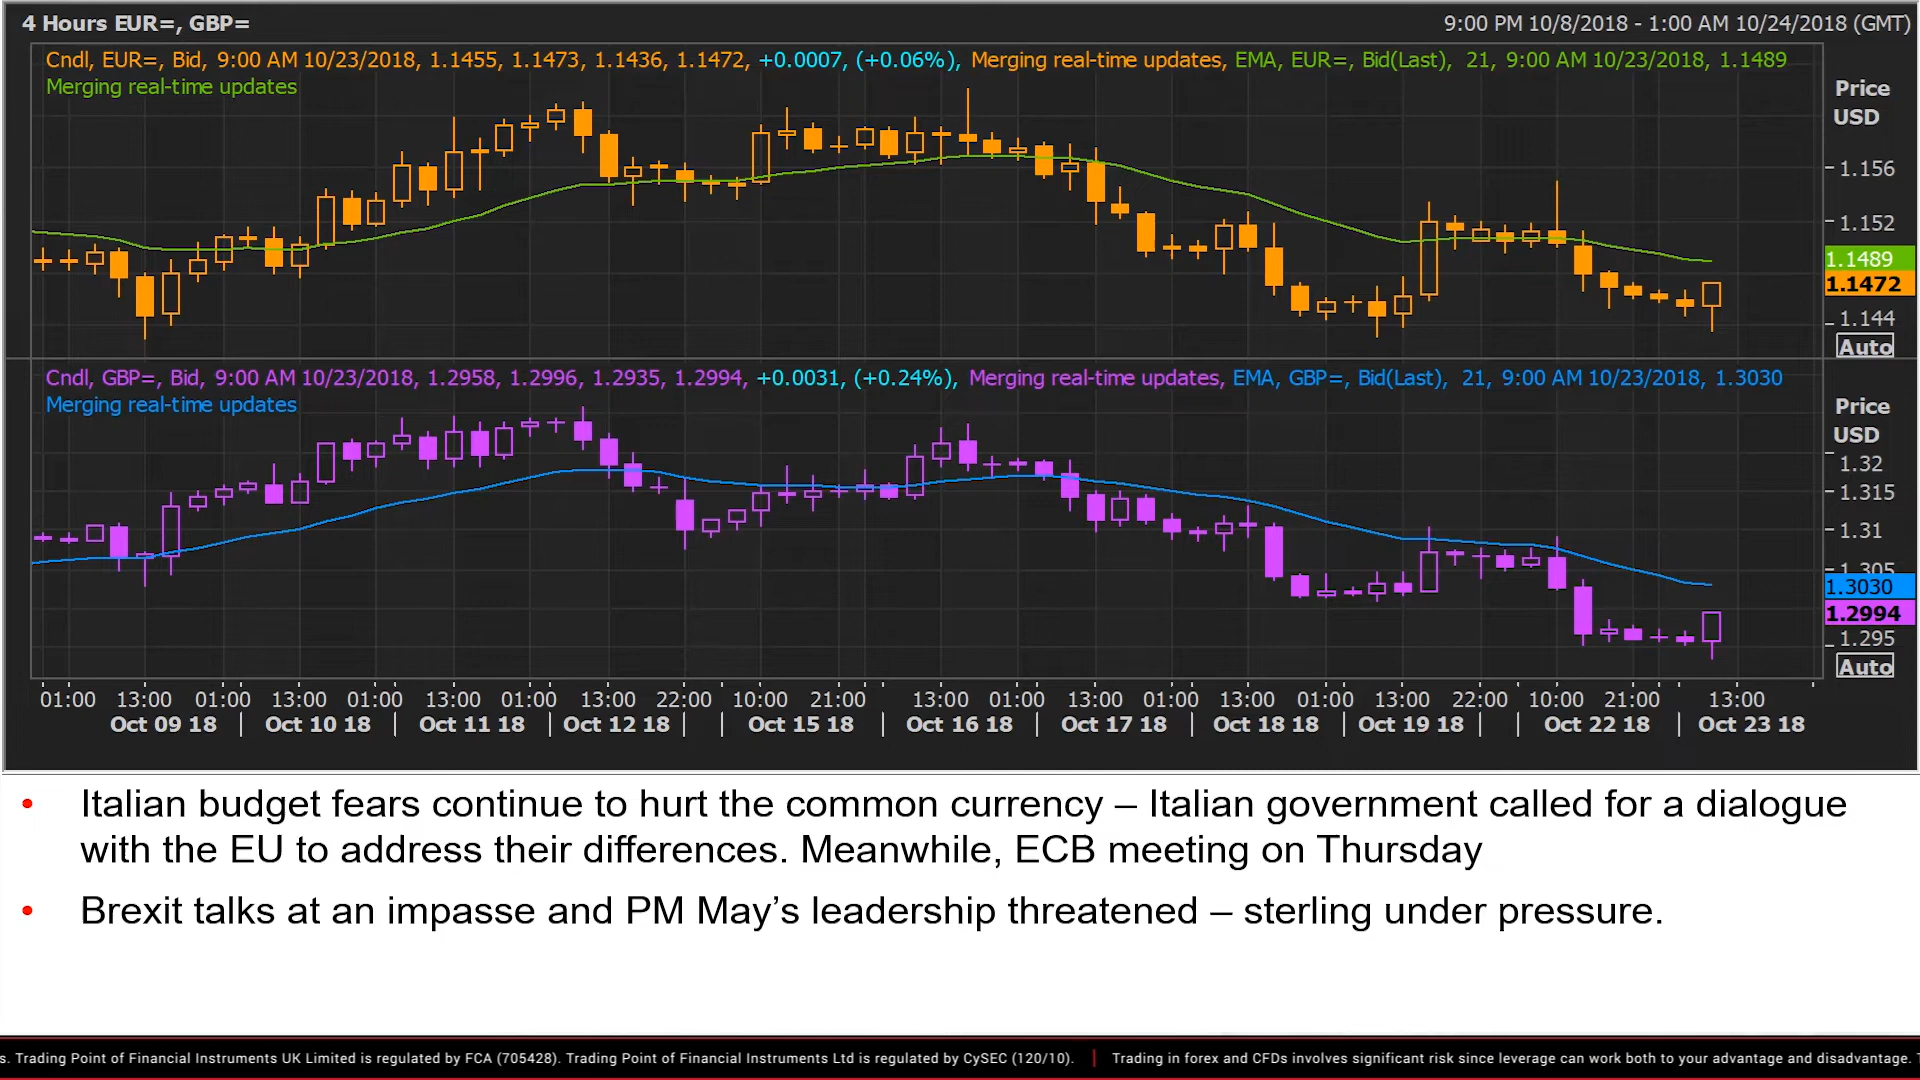 4 Hours EUR=, GBP=
9:00 PM 10/8/2018 - 1:00 AM 10/24/2018 (GMT)
Cndl, EUR=, Bid, 9:00 AM 10/23/2018, 1.1455, 1.1473, 1.1436, 1.1472, +0.0007, (+0.06%), Merging real-time updates, EMA, EUR=, Bid(Last), 21, 9:00 AM 10/23/2018, 1.1489
Merging real-time updates
Price
USD
1.156
1.152
1.1489
1.1472
1.144
Auto
Cndl, GBP=, Bid, 9:00 AM 10/23/2018, 1.2958, 1.2996, 1.2935, 1.2994, +0.0031, (+0.24%), Merging real-time updates, EMA, GBP=, Bid(Last), 21, 9:00 AM 10/23/2018, 1.3030
Merging real-time updates
Price
USD
1.32
1.315
1.31
1.305
1.3030
1.2994
1.295
Auto
01:00 13:00 01:00 13:00 01:00 13:00 01:00 13:00 22:00 10:00 21:00 13:00 01:00 13:00 01:00 13:00 01:00 13:00 22:00 10:00 21:00 13:00
Oct 09 18 Oct 10 18 Oct 11 18 Oct 12 18 Oct 15 18 Oct 16 18 Oct 17 18 Oct 18 18 Oct 19 18 Oct 22 18 Oct 23 18
• Italian budget fears continue to hurt the common currency – Italian government called for a dialogue
with the EU to address their differences. Meanwhile, ECB meeting on Thursday
• Brexit talks at an impasse and PM May’s leadership threatened – sterling under pressure.
s. Trading Point of Financial Instruments UK Limited is regulated by FCA (705428). Trading Point of Financial Instruments Ltd is regulated by CySEC (120/10). | Trading in forex and CFDs involves significant risk since leverage can work both to your advantage and disadvantage.